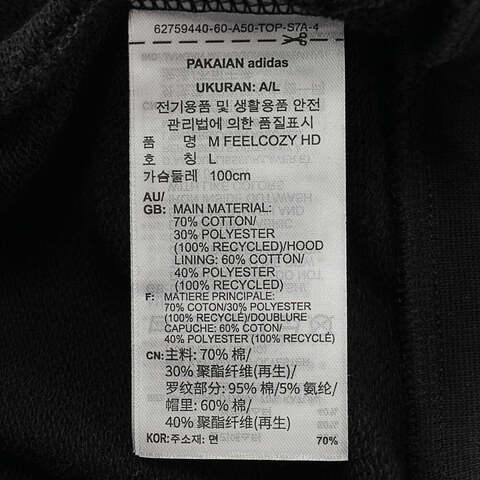 62759440-60-A50-TOP-S7A-4
PAKAIAN adidas
UKURAN: A/L
전기용품 및 생활용품 안전
관리법에 의한 품질표시
품 명 M FEELCOZY HD
호 칭 L
가슴둘레 100cm
AU/
GB: MAIN MATERIAL:
70% COTTON/
30% POLYESTER
(100% RECYCLED)/HOOD
LINING: 60% COTTON/
40% POLYESTER
(100% RECYCLED)
F: MATIERE PRINCIPALE:
70% COTON/30% POLYESTER
(100% RECYCLÉ)/DOUBLURE
CAPUCHE: 60% COTON/
40% POLYESTER (100% RECYCLÉ)
CN: 主料: 70% 棉/
30% 聚酯纤维(再生)
罗纹部分: 95% 棉/5% 氨纶/
帽里: 60% 棉/
40% 聚酯纤维(再生)
KOR: 주소재: 면 70%